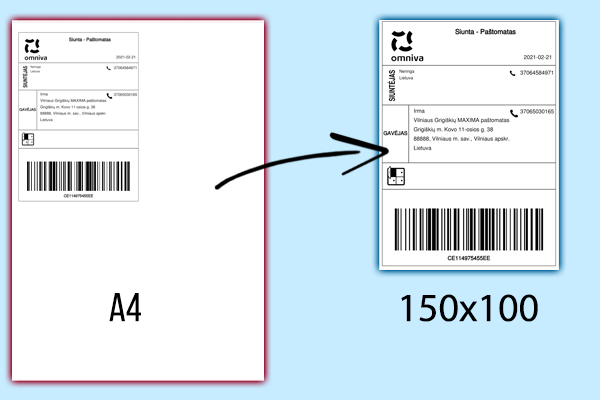 Siunta - Paštomatas
omniva
2021-02-21
SIUNTĖJAS
Neringa
Lietuva
37064584971
GAVĖJAS
Irma
37065030165
Vilniaus Grigiškių MAXIMA paštomatas
Grigiškių m. Kovo 11-osios g. 38
88888, Vilniaus m. sav., Vilniaus apskr.
Lietuva
CE114975455EE
A4
Siunta - Paštomatas
omniva
2021-02-21
SIUNTĖJAS
Neringa
Lietuva
37064584971
GAVĖJAS
Irma
37065030165
Vilniaus Grigiškių MAXIMA paštomatas
Grigiškių m. Kovo 11-osios g. 38
88888, Vilniaus m. sav., Vilniaus apskr.
Lietuva
CE114975455EE
150x100